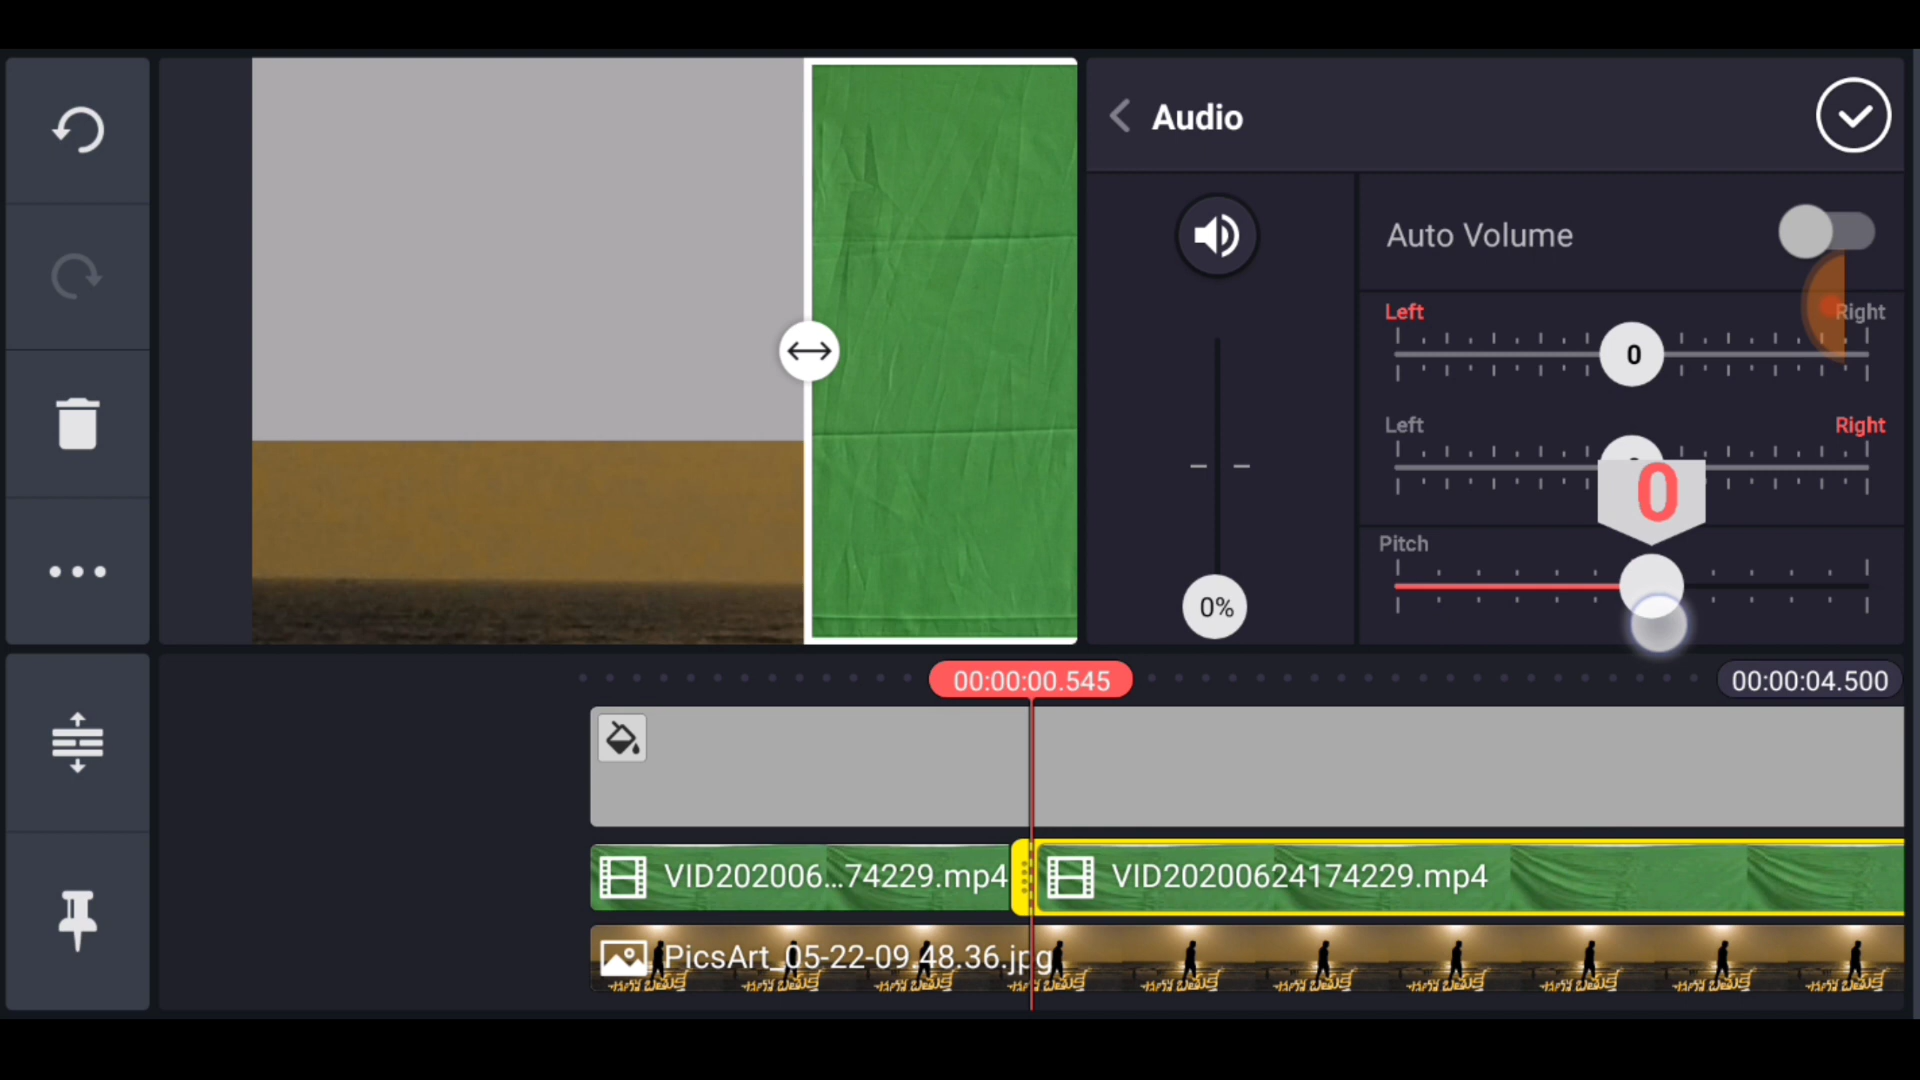 Audio
Auto Volume
Left
Right
0
Left
Right
0
Pitch
0%
00:00:00.545
00:00:04.500
VID202006...74229.mp4
VID20200624174229.mp4
PicsArt_05-22-09.48.36.jpg